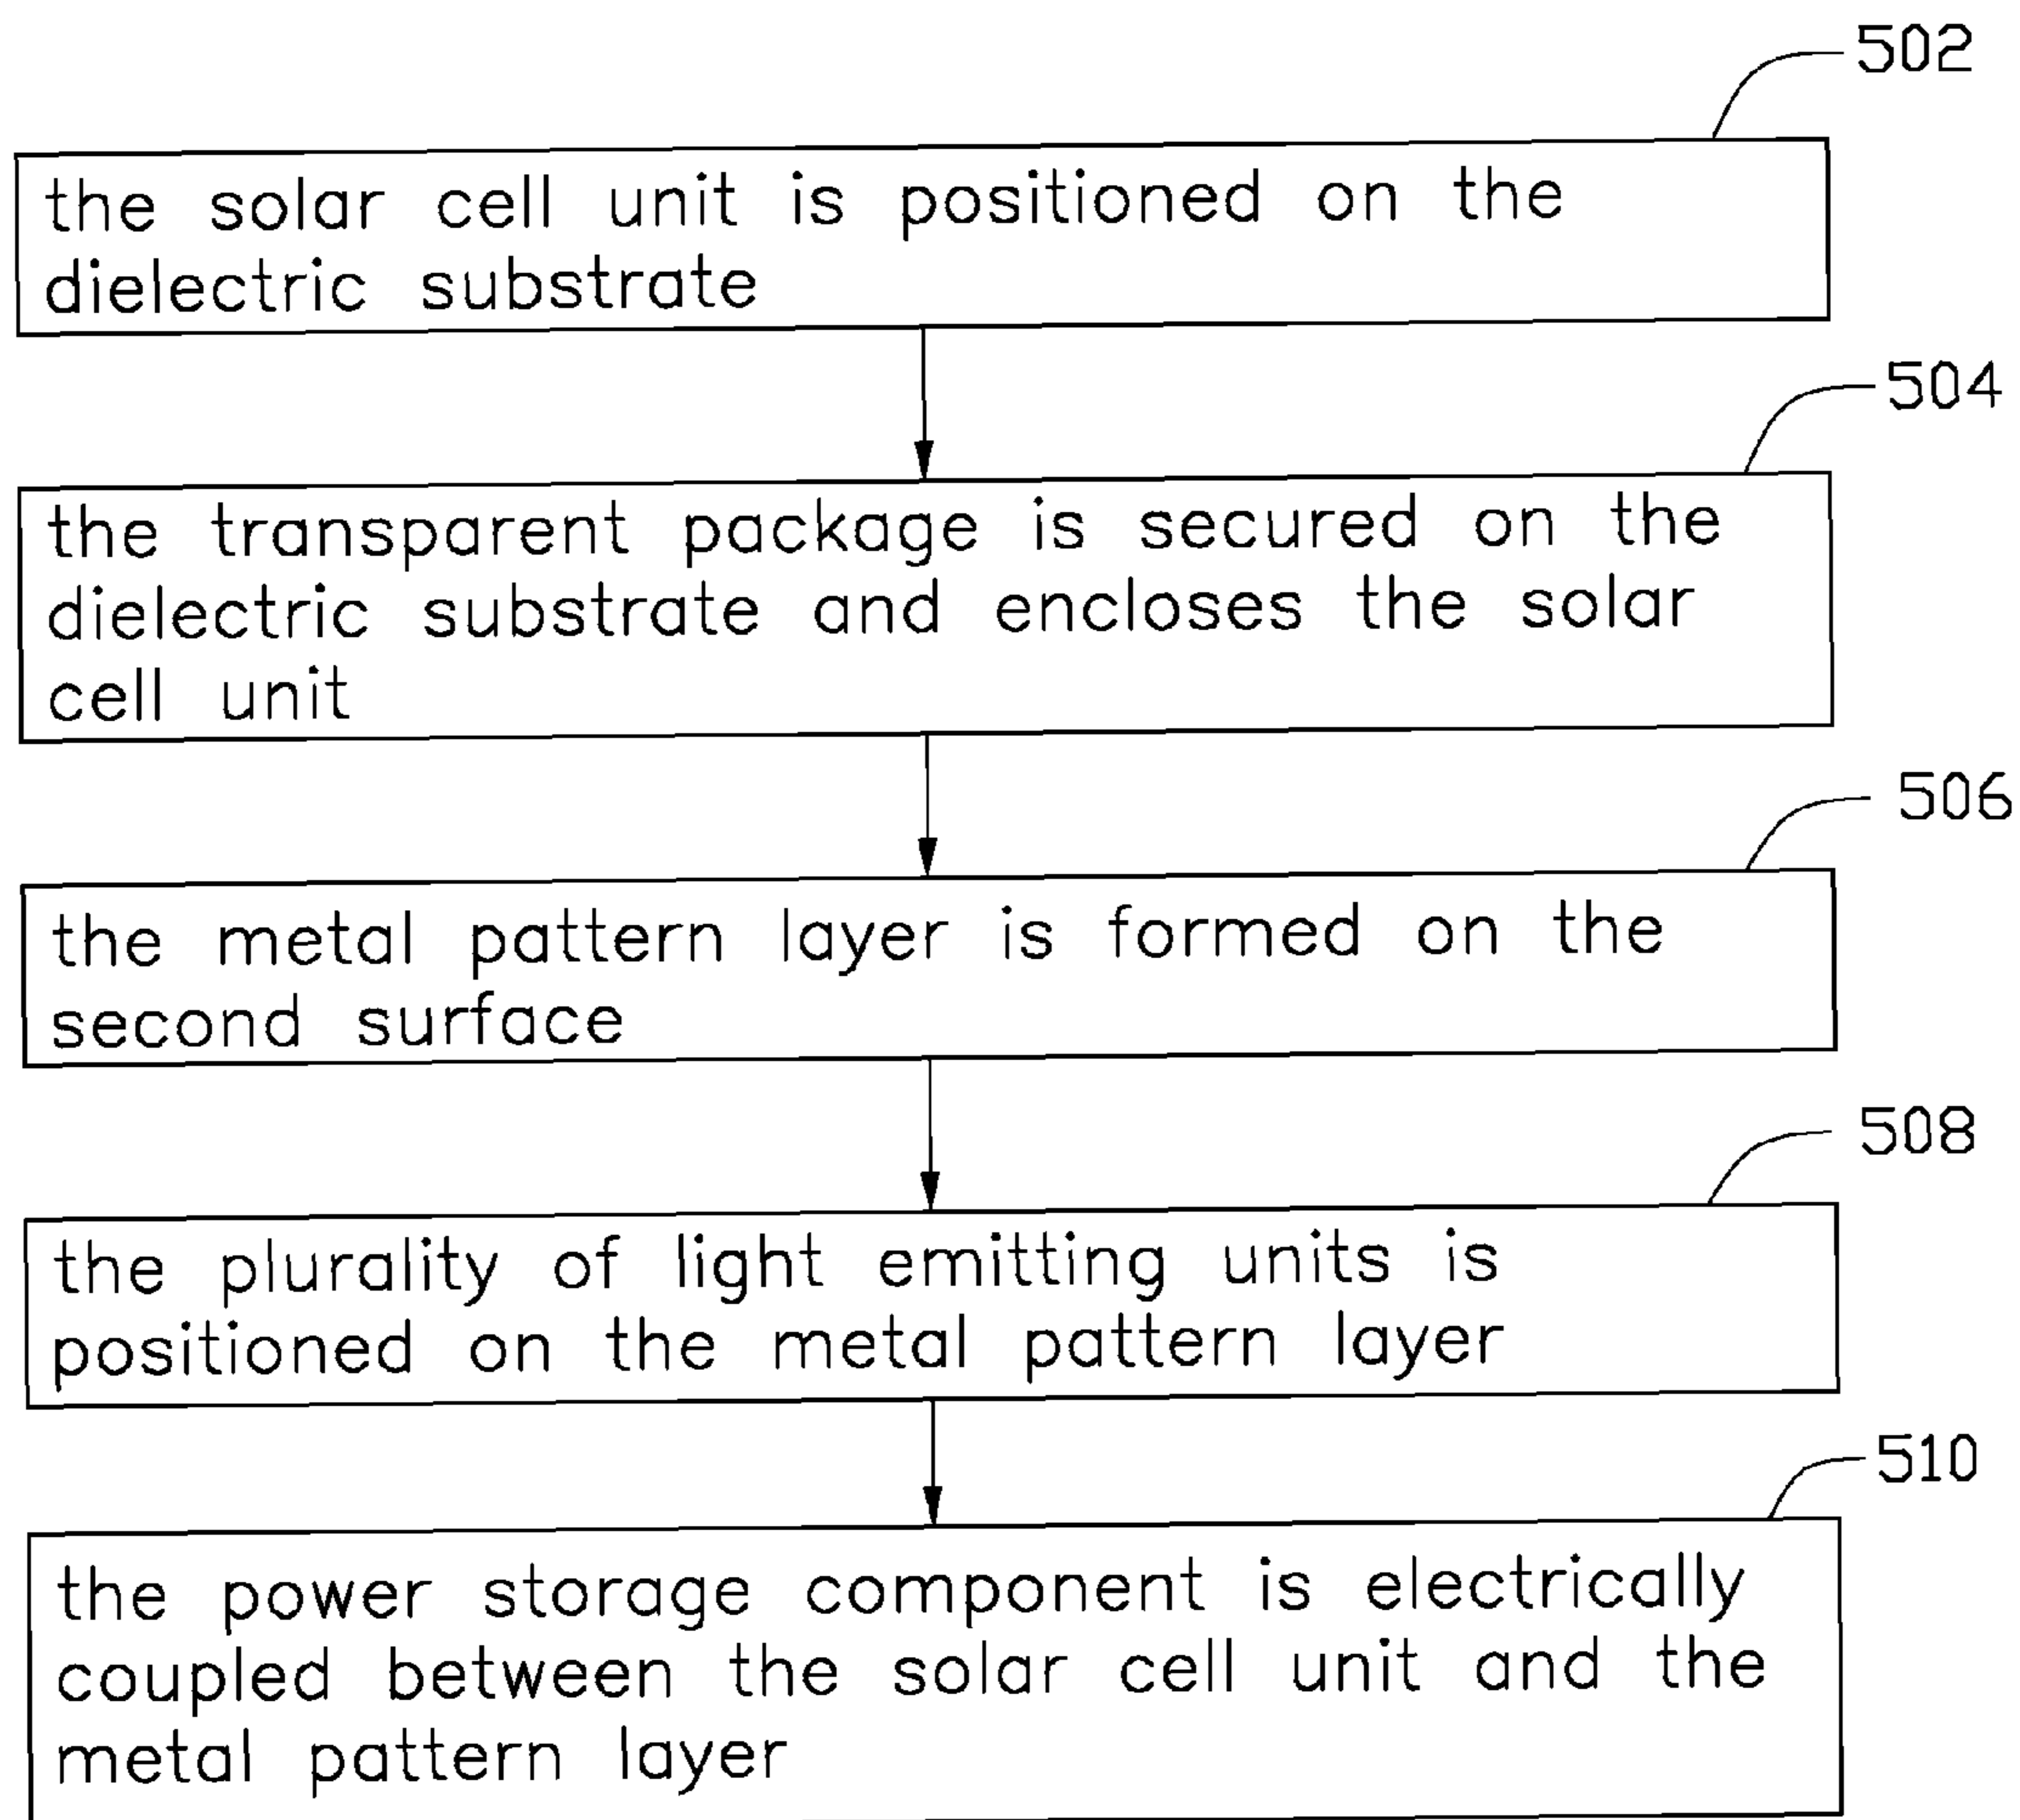 502
the solar cell unit is positioned on the
dielectric substrate
504
the transparent package is secured on the
dielectric substrate and encloses the solar
cell unit
506
the metal pattern layer is formed on the
second surface
508
the plurality of light emitting units is
positioned on the metal pattern layer
510
the power storage component is electrically
coupled between the solar cell unit and the
metal pattern layer